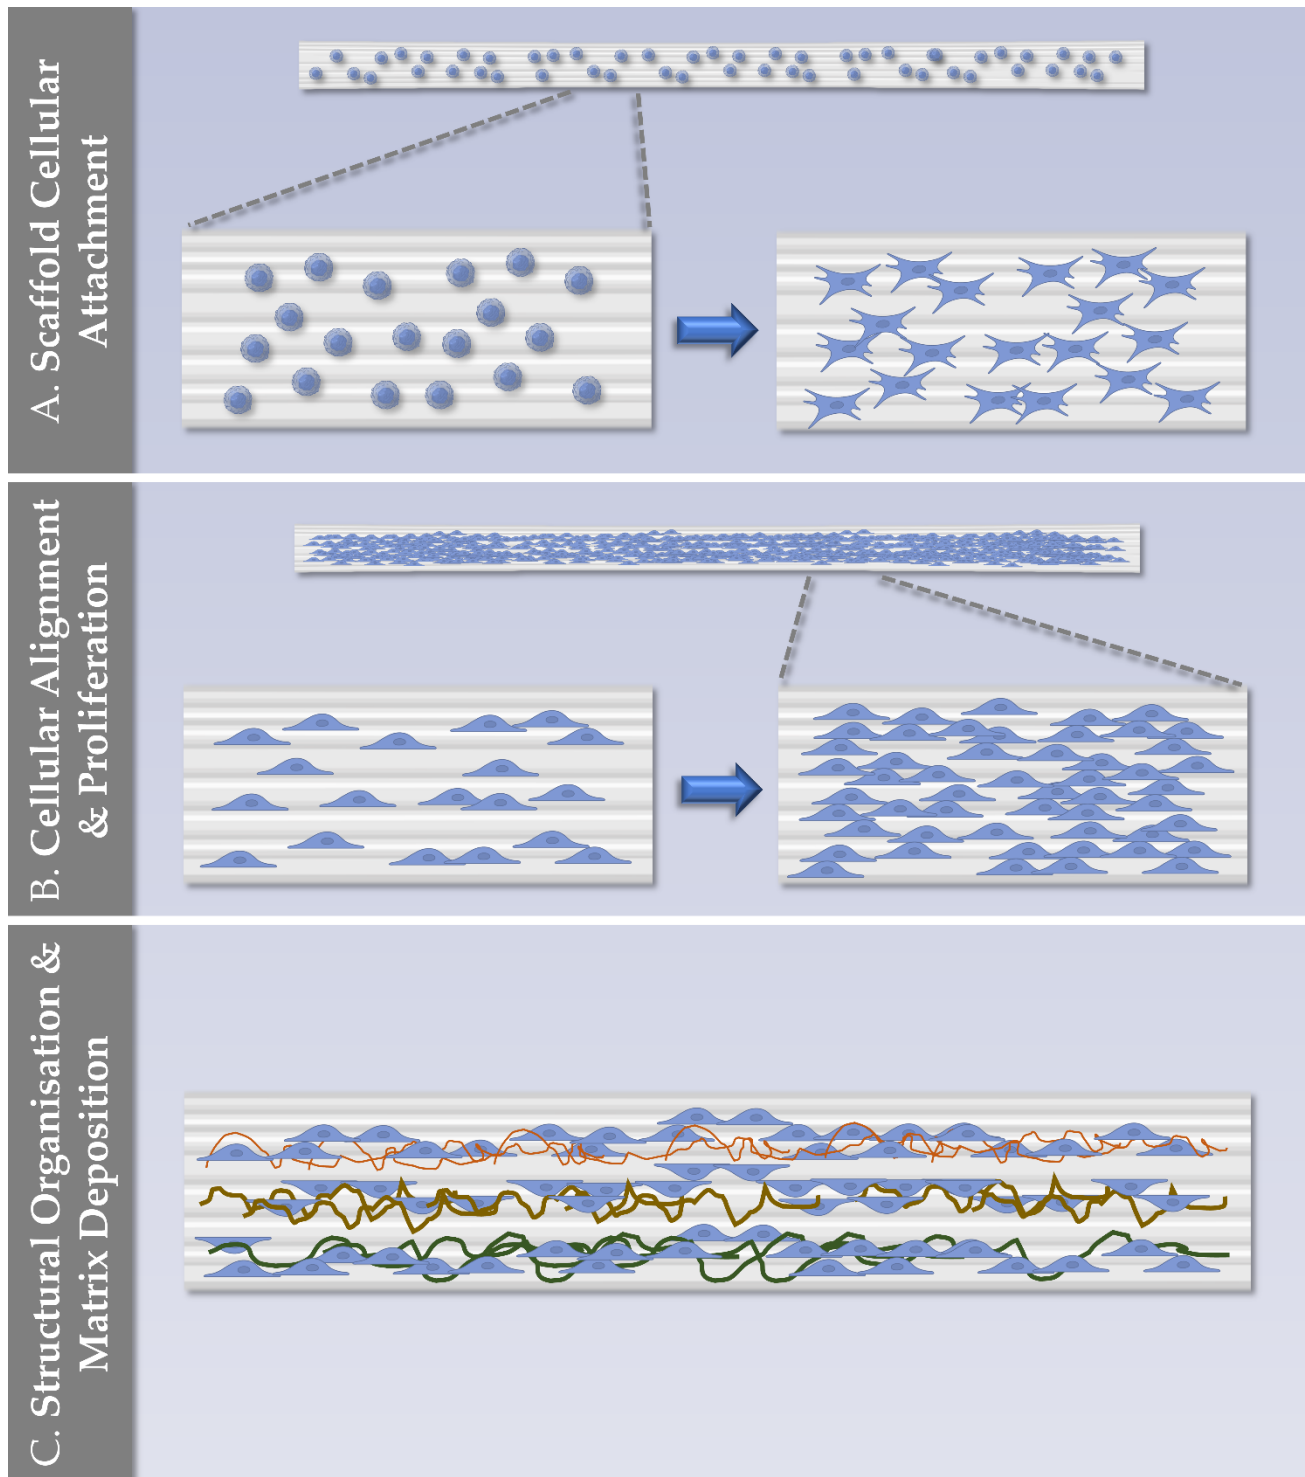 A. Scaffold Cellular
Attachment
B. Cellular Alignment
& Proliferation
C. Structural Organisation &
Matrix Deposition